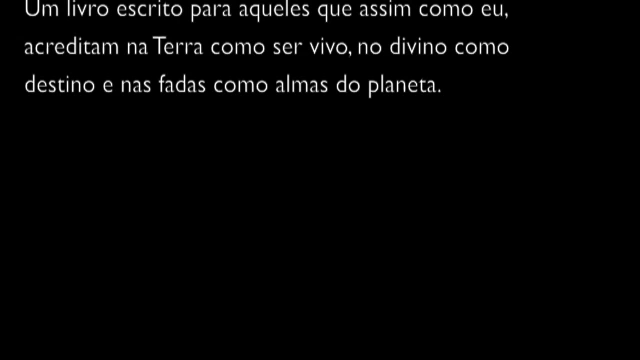 Um livro escrito para aqueles que assim como eu,
acreditam na Terra como ser vivo, no divino como
destino e nas fadas como almas do planeta.